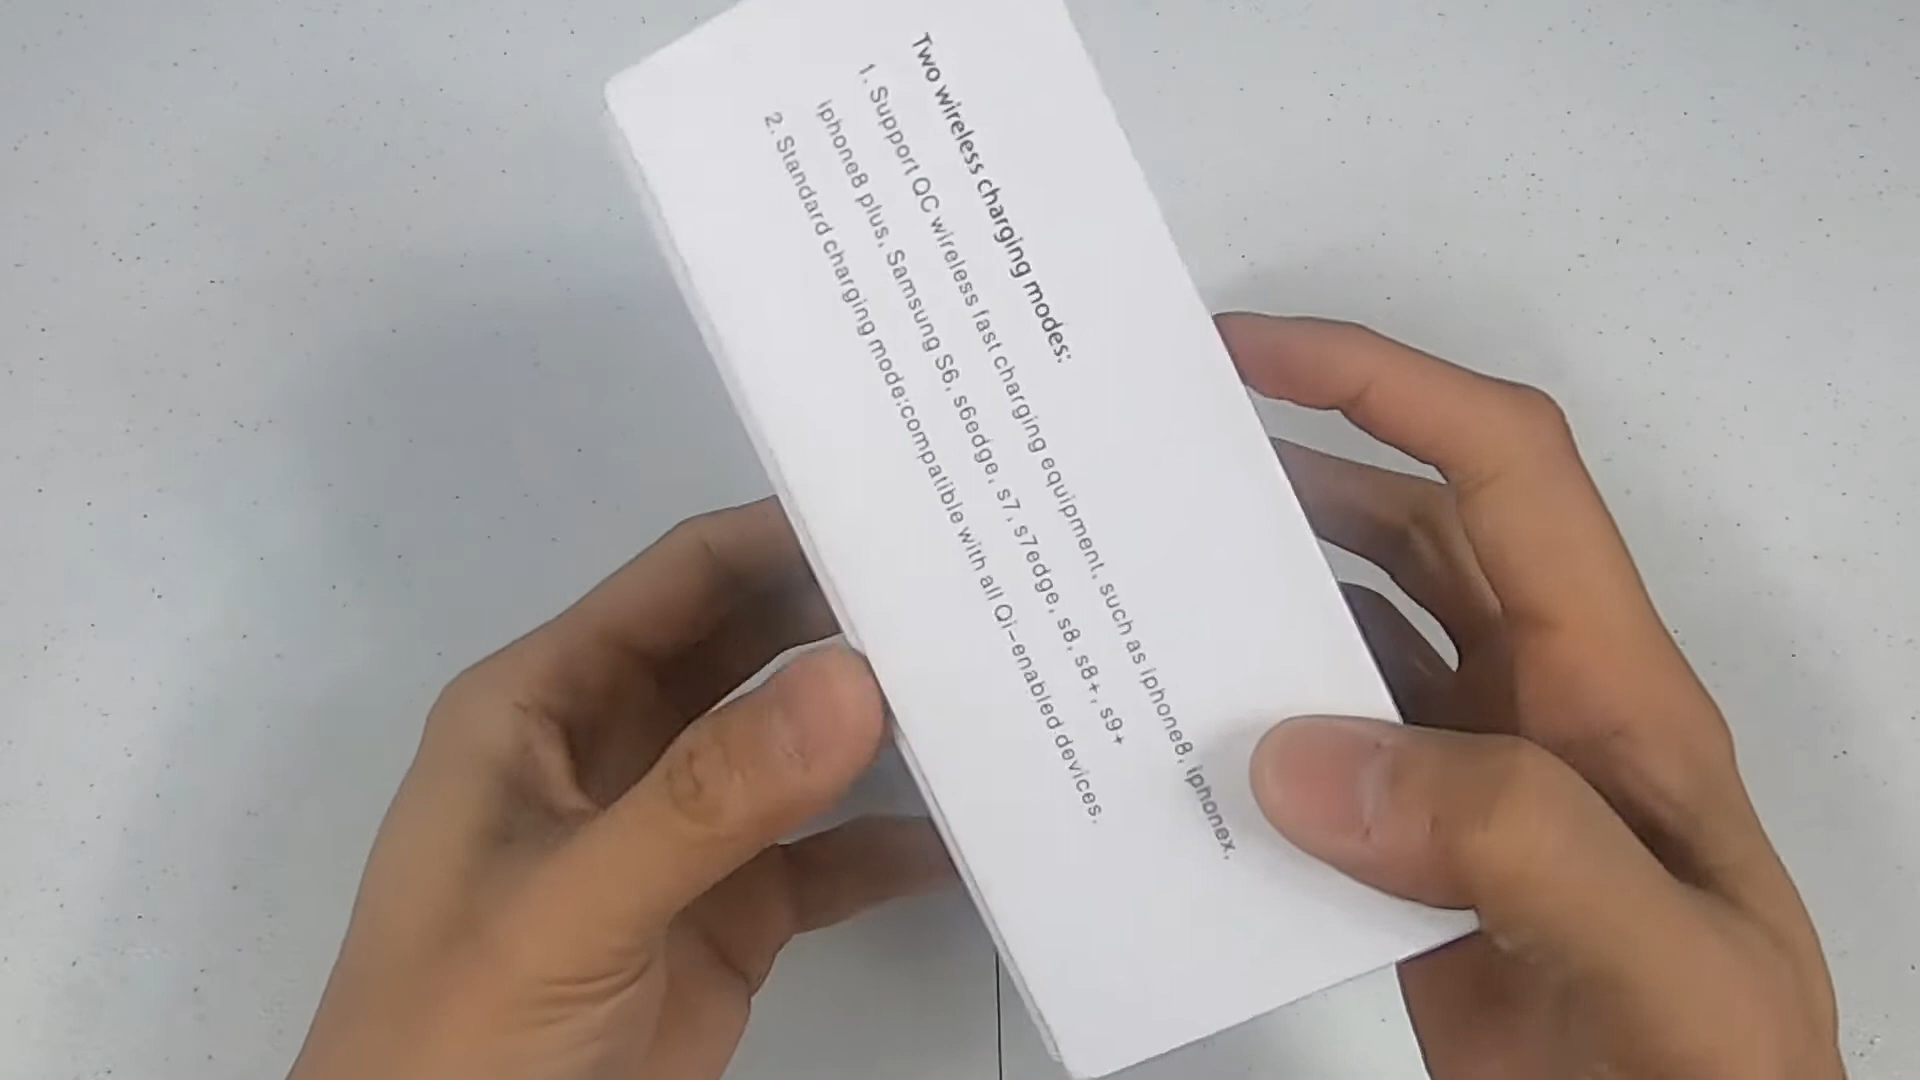 Two wireless charging modes:
1. Support QC wireless fast charging equipment, such as iphone8, iphonex,
iphone8 plus, Samsung S6, s6edge, s7, s7edge, s8, s8+, s9+
2. Standard charging mode:compatible with all Qi-enabled devices.